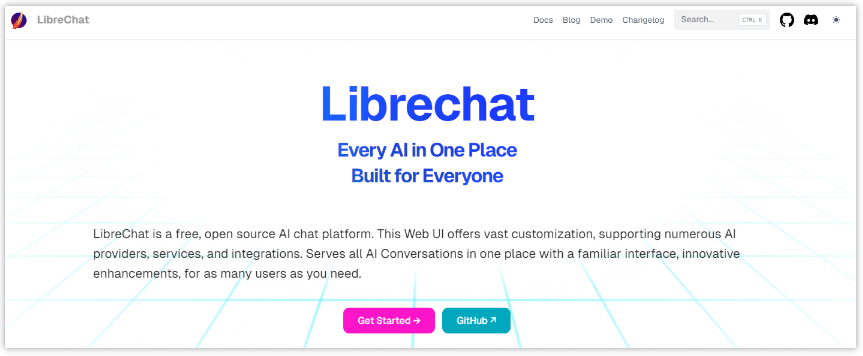 LibreChat
Docs Blog Demo Changelog Search... CTRL K
Librechat
Every AI in One Place
Built for Everyone
LibreChat is a free, open source AI chat platform. This Web UI offers vast customization, supporting numerous AI
providers, services, and integrations. Serves all AI Conversations in one place with a familiar interface, innovative
enhancements, for as many users as you need.
Get Started → GitHub ↗